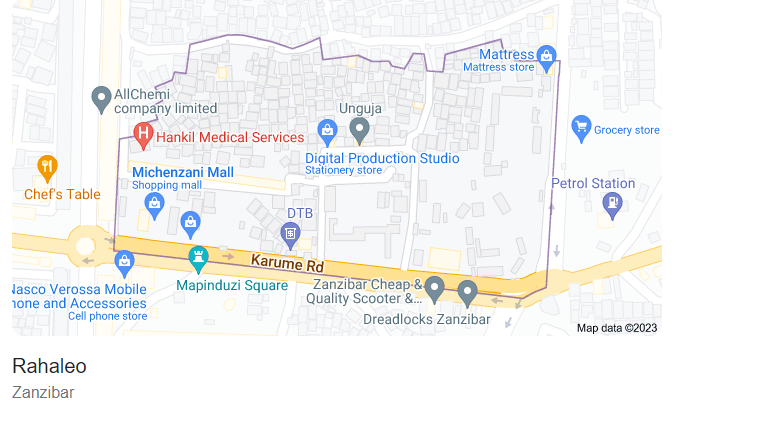 Mattress
Mattress store
AllChemi
company limited
Unguja
Hankil Medical Services
Grocery store
Digital Production Studio
Stationery store
Chef's Table
Michenzani Mall
Shopping mall
Petrol Station
DTB
Karume Rd
Mapinduzi Square
Nasco Verossa Mobile
hone and Accessories
Cell phone store
Zanzibar Cheap &
Quality Scooter &...
Dreadlocks Zanzibar
Map data ©2023
Rahaleo
Zanzibar